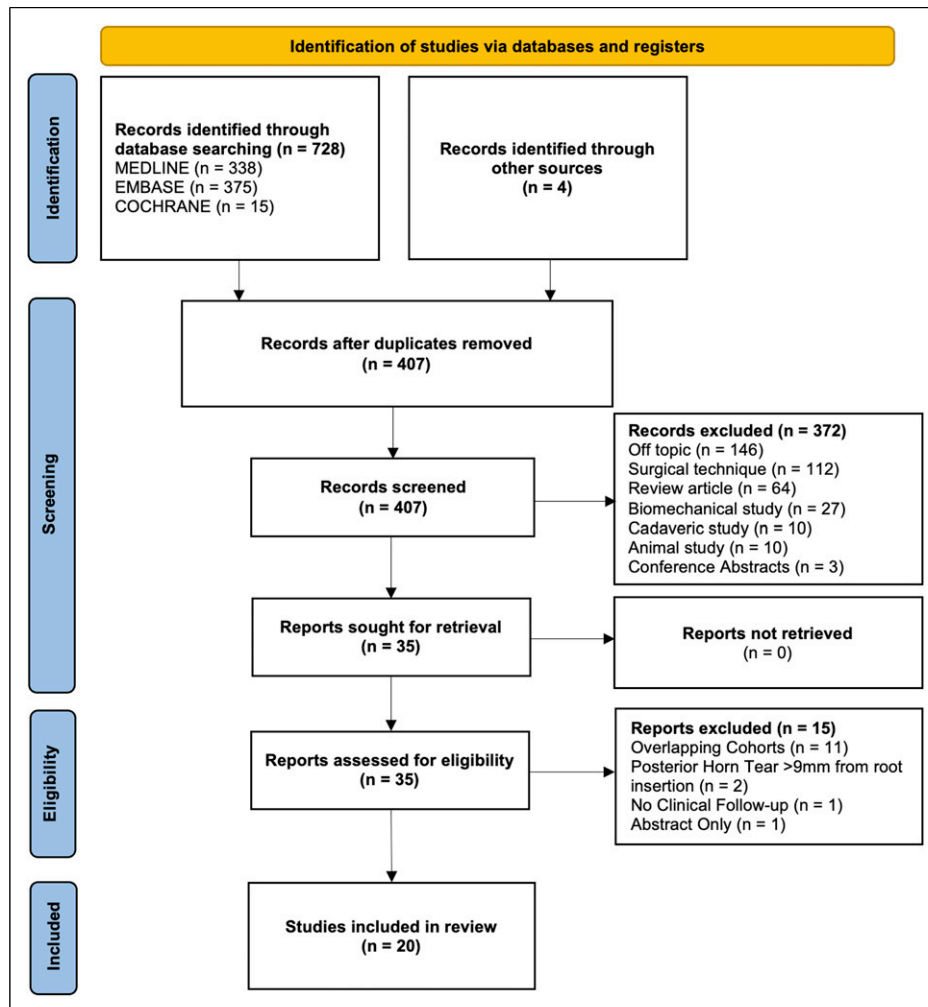 Identification of studies via databases and registers
Identification
Records identified through
database searching (n = 728)
MEDLINE (n = 338)
EMBASE (n = 375)
COCHRANE (n = 15)
Records identified through
other sources
(n = 4)
Screening
Records after duplicates removed
(n = 407)
Records screened
(n = 407)
Records excluded (n = 372)
Off topic (n = 146)
Surgical technique (n = 112)
Review article (n = 64)
Biomechanical study (n = 27)
Cadaveric study (n = 10)
Animal study (n = 10)
Conference Abstracts (n = 3)
Reports sought for retrieval
(n = 35)
Reports not retrieved
(n = 0)
Eligibility
Reports assessed for eligibility
(n = 35)
Reports excluded (n = 15)
Overlapping Cohorts (n = 11)
Posterior Horn Tear >9mm from root
insertion (n = 2)
No Clinical Follow-up (n = 1)
Abstract Only (n = 1)
Included
Studies included in review
(n = 20)